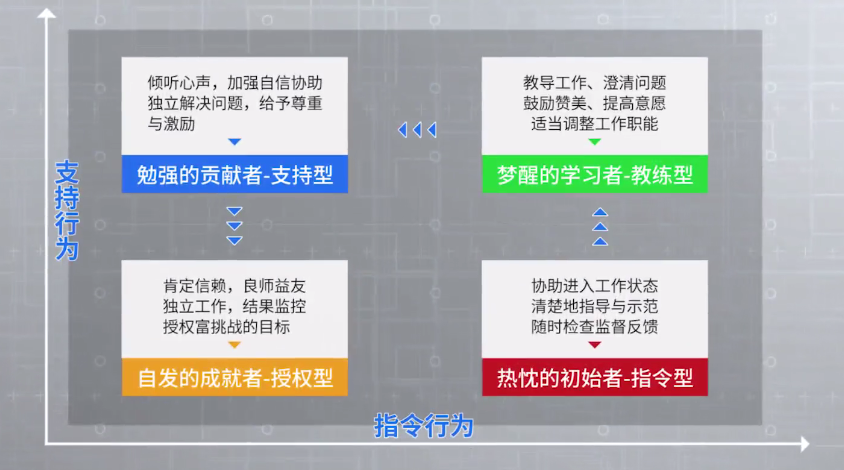 倾听心声，加强自信协助
独立解决问题，给予尊重
与激励
勉强的贡献者-支持型
教导工作、澄清问题
鼓励赞美、提高意愿
适当调整工作职能
梦醒的学习者-教练型
支持行为
肯定信赖，良师益友
独立工作，结果监控
授权富挑战的目标
自发的成就者-授权型
协助进入工作状态
清楚地指导与示范
随时检查监督反馈
热忱的初始者-指令型
指令行为